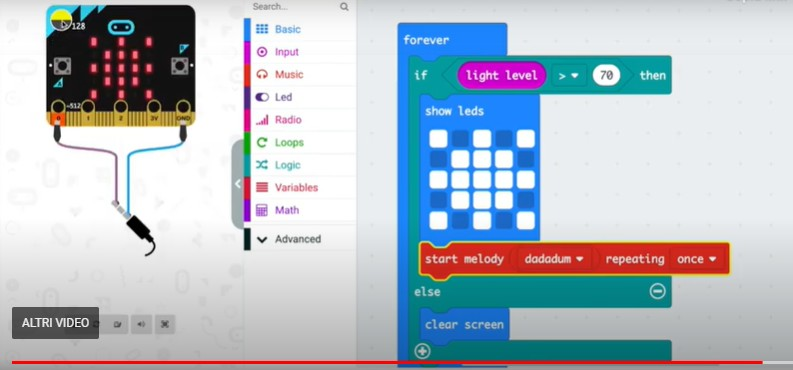 Search...
128
~512
0
1
2
3V
GND
Basic
Input
Music
Led
Radio
Loops
Logic
Variables
Math
Advanced
forever
if light level > 70 then
show leds
start melody dadadum repeating once
else
clear screen
ALTRI VIDEO